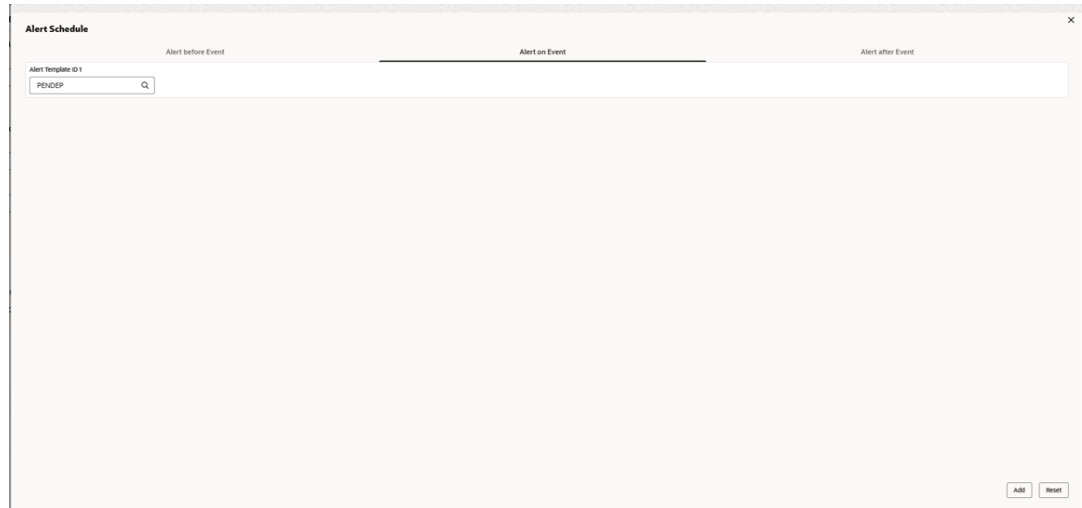 Alert Schedule
Alert before Event
Alert on Event
Alert after Event
Alert Template ID 1
PENDEP
Add
Reset